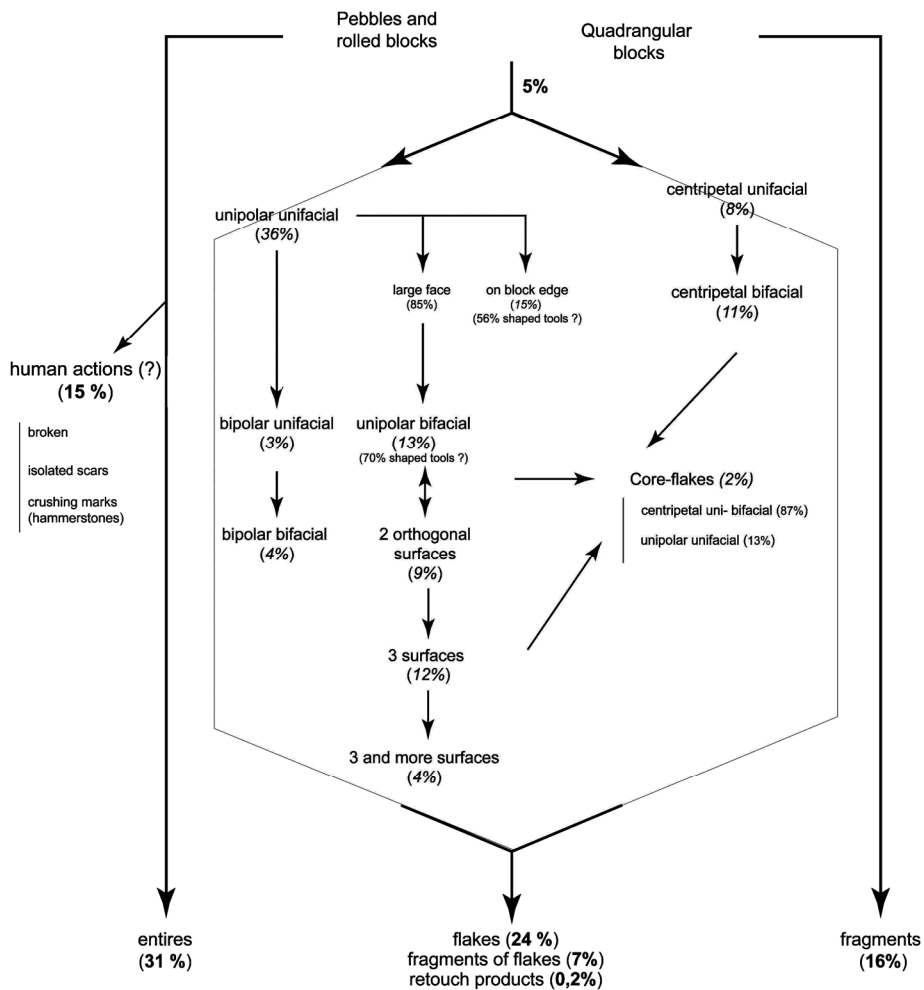 Pebbles and
rolled blocks
Quadrangular
blocks
5%
unipolar unifacial
(36%)
centripetal unifacial
(8%)
large face
(85%)
on block edge
(15%)
(56% shaped tools ?)
centripetal bifacial
(11%)
human actions (?)
(15 %)
broken
isolated scars
crushing marks
(hammerstones)
bipolar unifacial
(3%)
unipolar bifacial
(13%)
(70% shaped tools ?)
Core-flakes (2%)
centripetal uni- bifacial (87%)
unipolar unifacial (13%)
bipolar bifacial
(4%)
2 orthogonal
surfaces
(9%)
3 surfaces
(12%)
3 and more surfaces
(4%)
entires
(31 %)
flakes (24 %)
fragments of flakes (7%)
retouch products (0,2%)
fragments
(16%)